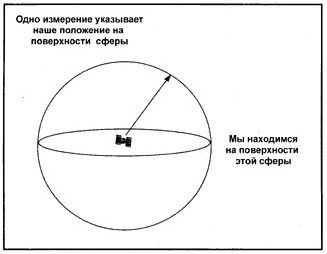 Одно измерение указывает
наше положение на
поверхности сферы
Мы находимся
на поверхности
этой сферы